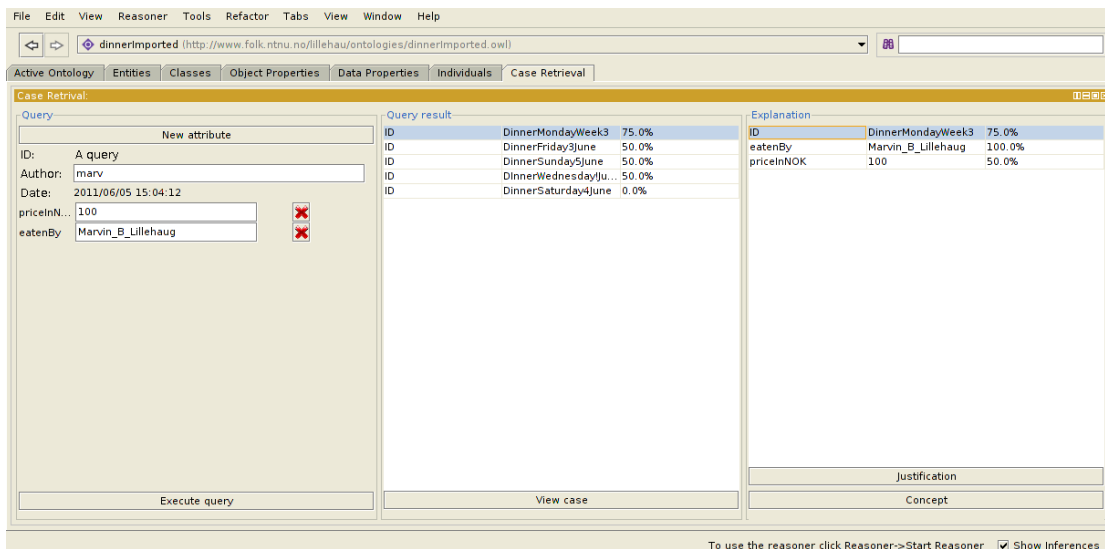 File Edit View Reasoner Tools Refactor Tabs View Window Help
dinnerImported (http://www.folk.ntnu.no/lillehau/ontologies/dinnerImported.owl)
Active Ontology Entities Classes Object Properties Data Properties Individuals Case Retrieval
Case Retrival:
Query
New attribute
ID: A query
Author: marv
Date: 2011/06/05 15:04:12
priceInN... 100
eatenBy Marvin_B_Lillehaug
Execute query
Query result
ID DinnerMondayWeek3 75.0%
ID DinnerFriday3June 50.0%
ID DinnerSunday5June 50.0%
ID DInnerWednesday1Ju... 50.0%
ID DinnerSaturday4June 0.0%
View case
Explanation
ID DinnerMondayWeek3 75.0%
eatenBy Marvin_B_Lillehaug 100.0%
priceInNOK 100 50.0%
Justification
Concept
To use the reasoner click Reasoner->Start Reasoner Show Inferences